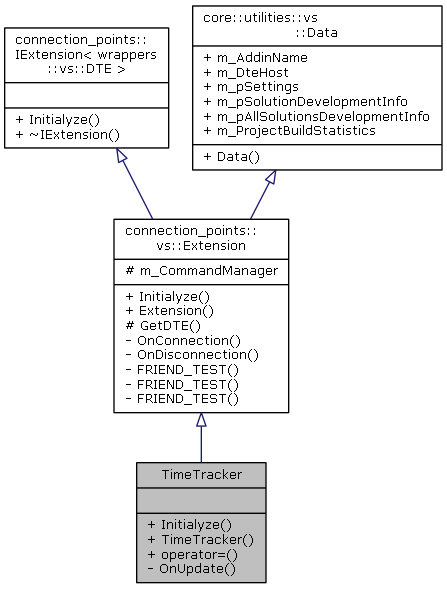 connection_points::
IExtension< wrappers
::vs::DTE >
+ Initialyze()
+ ~IExtension()
core::utilities::vs
::Data
+ m_AddinName
+ m_DteHost
+ m_pSettings
+ m_pSolutionDevelopmentInfo
+ m_pAllSolutionsDevelopmentInfo
+ m_ProjectBuildStatistics
+ Data()
connection_points::
vs::Extension
# m_CommandManager
+ Initialyze()
+ Extension()
# GetDTE()
- OnConnection()
- OnDisconnection()
- FRIEND_TEST()
- FRIEND_TEST()
- FRIEND_TEST()
TimeTracker
+ Initialyze()
+ TimeTracker()
+ operator=()
- OnUpdate()